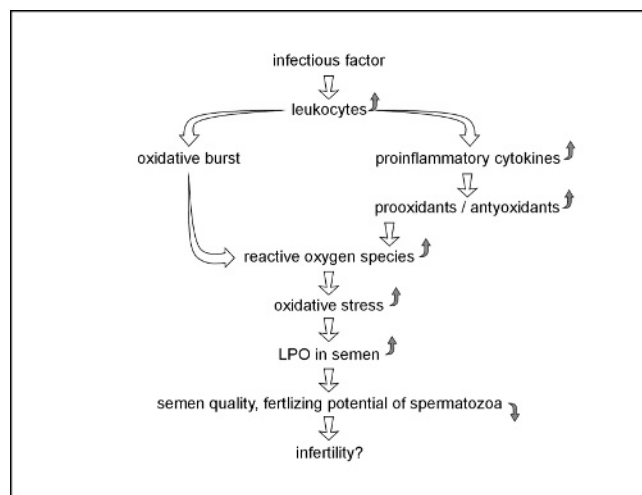 infectious factor
leukocytes
oxidative burst
proinflammatory cytokines
prooxidants / antyoxidants
reactive oxygen species
oxidative stress
LPO in semen
semen quality, fertlizing potential of spermatozoa
infertility?